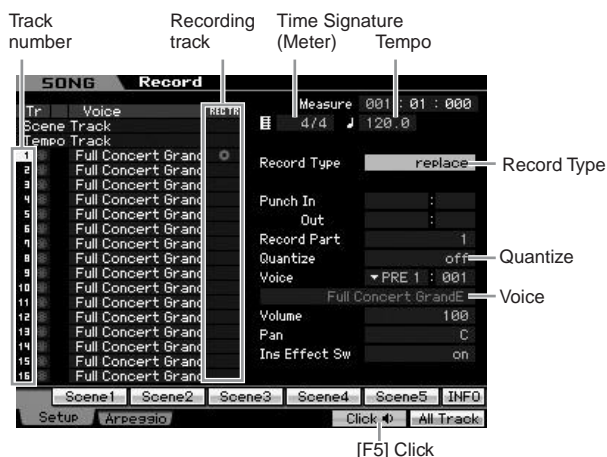 Track number
Recording track
Time Signature (Meter)
Tempo
SONG Record
Tr Voice REC TR
Measure 001 : 01 : 000
4/4 120.0
Scene Track
Tempo Track
1 Full Concert Grand
2 Full Concert Grand
3 Full Concert Grand
4 Full Concert Grand
5 Full Concert Grand
6 Full Concert Grand
7 Full Concert Grand
8 Full Concert Grand
9 Full Concert Grand
10 Full Concert Grand
11 Full Concert Grand
12 Full Concert Grand
13 Full Concert Grand
14 Full Concert Grand
15 Full Concert Grand
16 Full Concert Grand
Record Type replace
Record Type
Punch In :
Out :
Record Part 1
Quantize off
Quantize
Voice PRE 1 : 001
Full Concert GrandE
Voice
Volume 100
Pan C
Ins Effect Sw on
Scene1 Scene2 Scene3 Scene4 Scene5 INFO
Setup Arpeggio Click All Track
[F5] Click